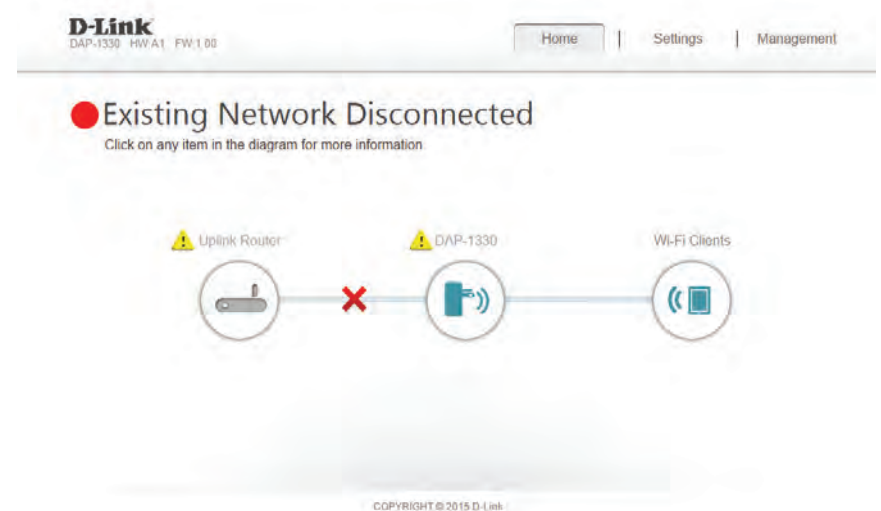 D-Link
DAP-1330 HW A1 FW 1.00
Home | Settings | Management
Existing Network Disconnected
Click on any item in the diagram for more information
Uplink Router DAP-1330 Wi-Fi Clients
COPYRIGHT © 2015 D-Link